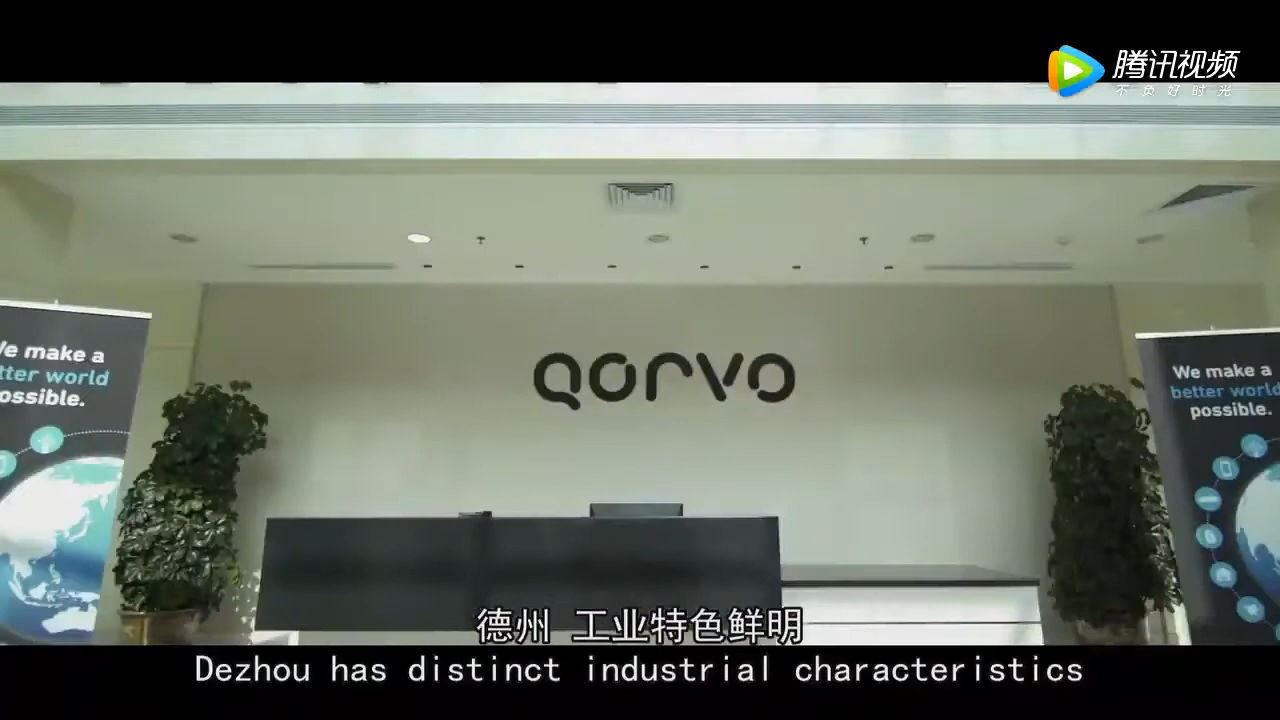 腾讯视频
不负好时光
QORVO
We make a
better world
possible.
We make a
better world
possible.
德州 工业特色鲜明
Dezhou has distinct industrial characteristics